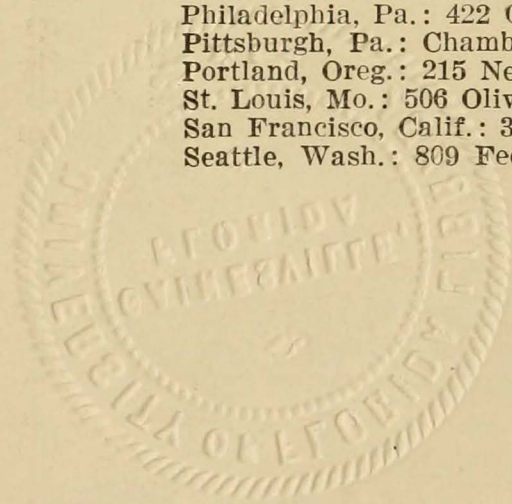 Philadelphia, Pa.: 422
Pittsburgh, Pa.: Chamb
Portland, Oreg.: 215 Ne
St. Louis, Mo.: 506 Oliv
San Francisco, Calif.: 3
Seattle, Wash.: 809 Fe
UNIVERSITY OF FLORIDA
GAINESVILLE,
FLORIDA